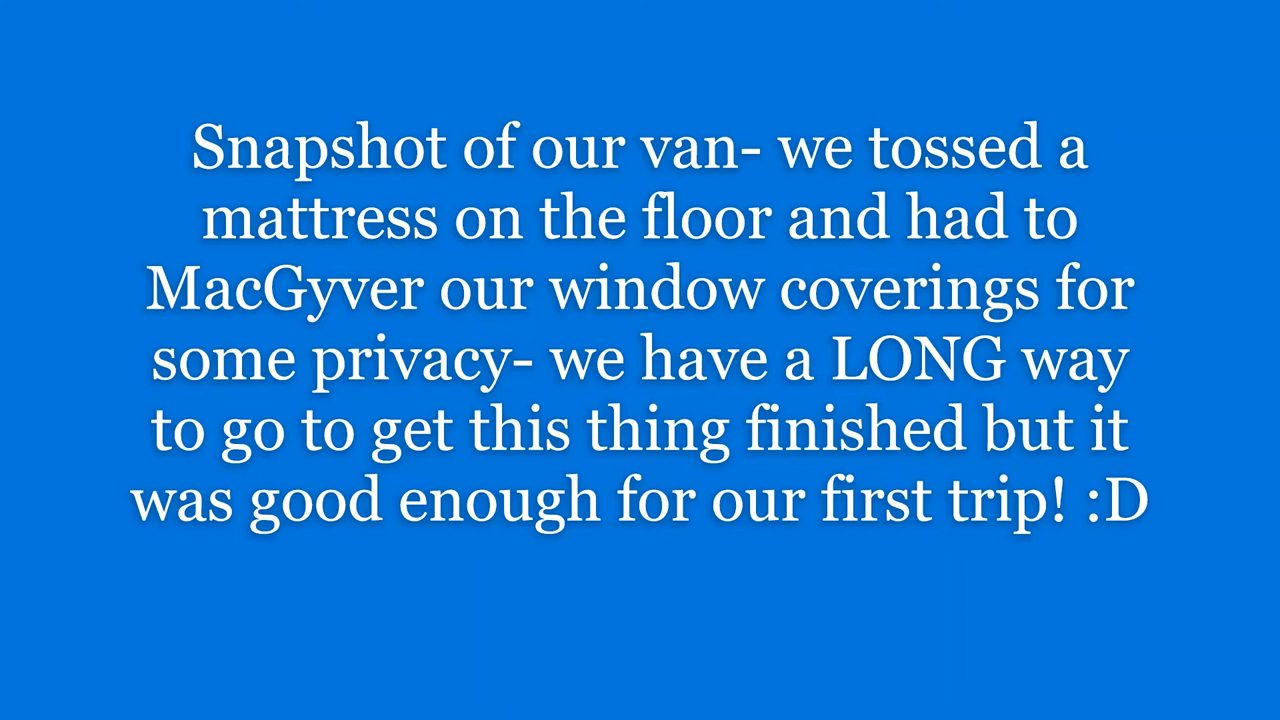 Snapshot of our van- we tossed a
mattress on the floor and had to
MacGyver our window coverings for
some privacy- we have a LONG way
to go to get this thing finished but it
was good enough for our first trip! :D